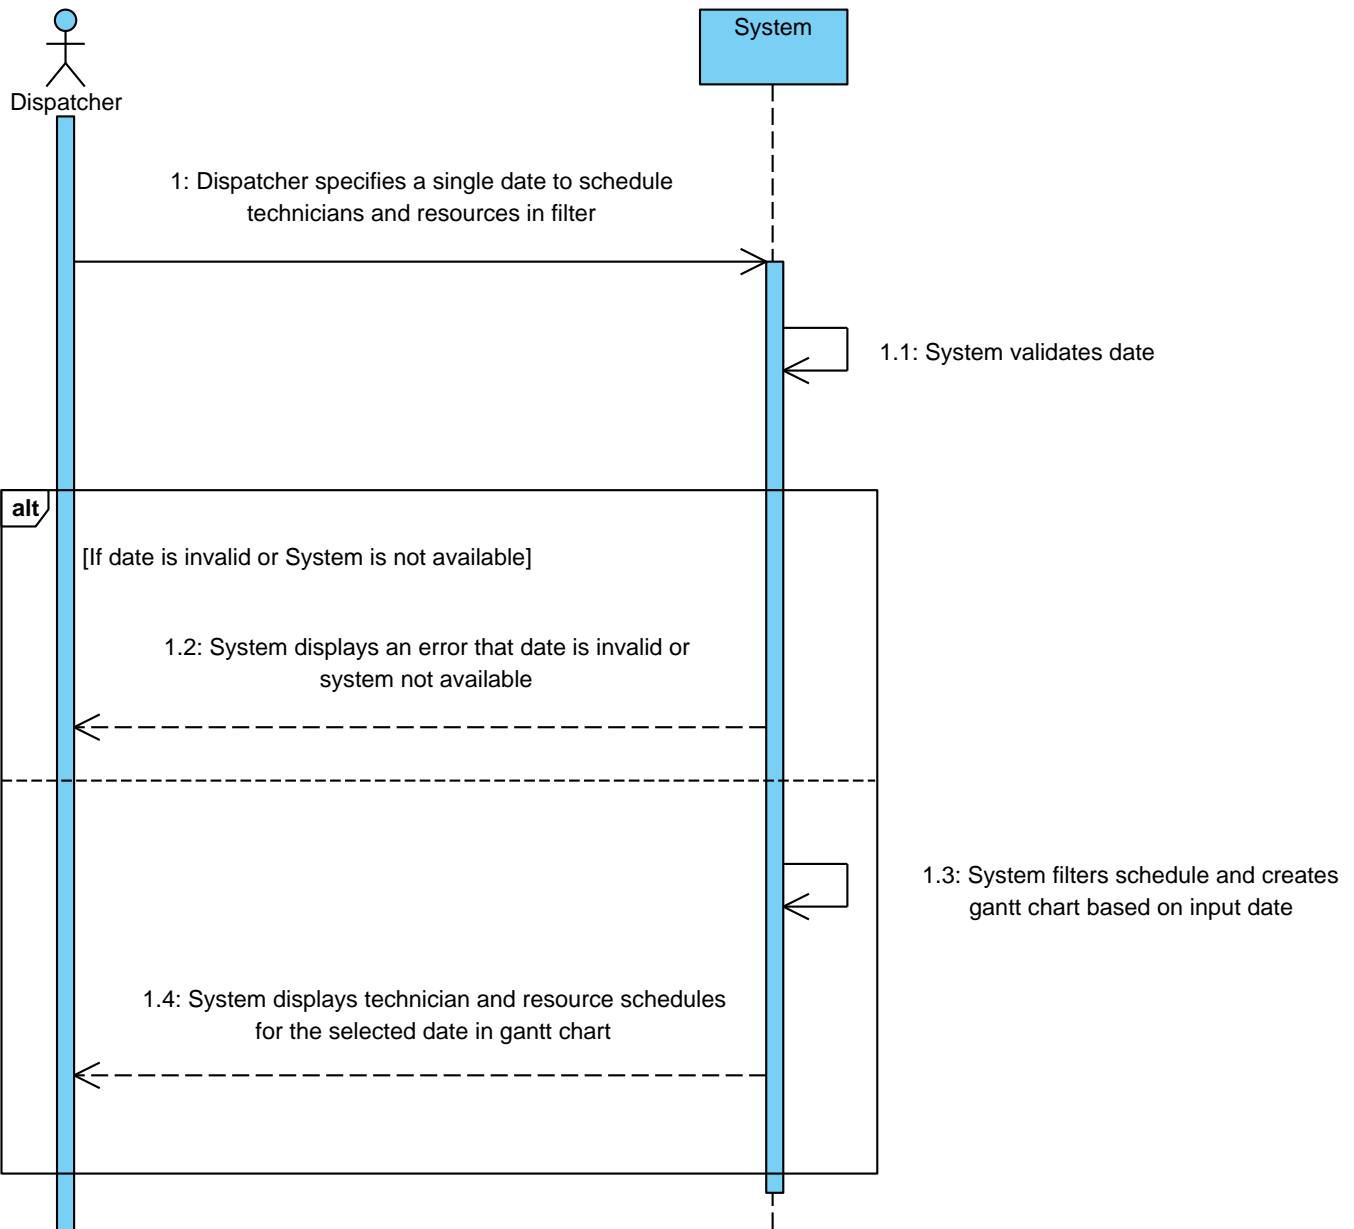 System
Dispatcher
1: Dispatcher specifies a single date to schedule
technicians and resources in filter
1.1: System validates date
alt
[If date is invalid or System is not available]
1.2: System displays an error that date is invalid or
system not available
1.3: System filters schedule and creates
gantt chart based on input date
1.4: System displays technician and resource schedules
for the selected date in gantt chart